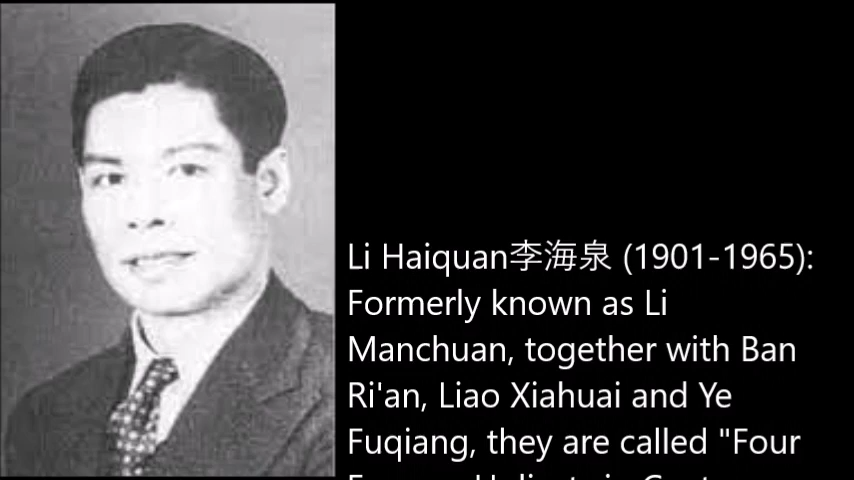 Li Haiquan李海泉 (1901-1965):
Formerly known as Li
Manchuan, together with Ban
Ri'an, Liao Xiahuai and Ye
Fuqiang, they are called "Four